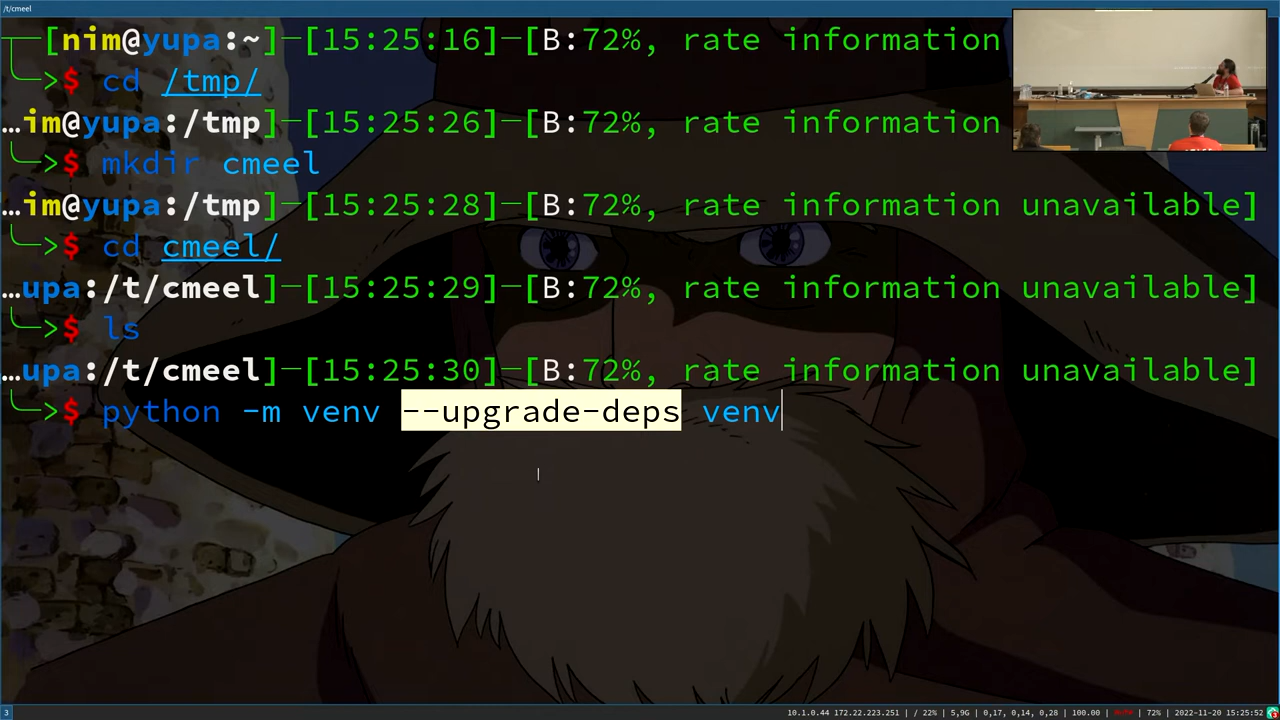 /t/cmeel
[nim@yupa:~]─[15:25:16]─[B:72%, rate information
╰─>$ cd /tmp/
…im@yupa:/tmp]─[15:25:26]─[B:72%, rate information
╰─>$ mkdir cmeel
…im@yupa:/tmp]─[15:25:28]─[B:72%, rate information unavailable]
╰─>$ cd cmeel/
…upa:/t/cmeel]─[15:25:29]─[B:72%, rate information unavailable]
╰─>$ ls
…upa:/t/cmeel]─[15:25:30]─[B:72%, rate information unavailable]
╰─>$ python -m venv --upgrade-deps venv
3
10.1.0.44 172.22.223.251 | / 22% | 5,9G | 0,17, 0,14, 0,28 | 100.00 | | 72% | 2022-11-20 15:25:52